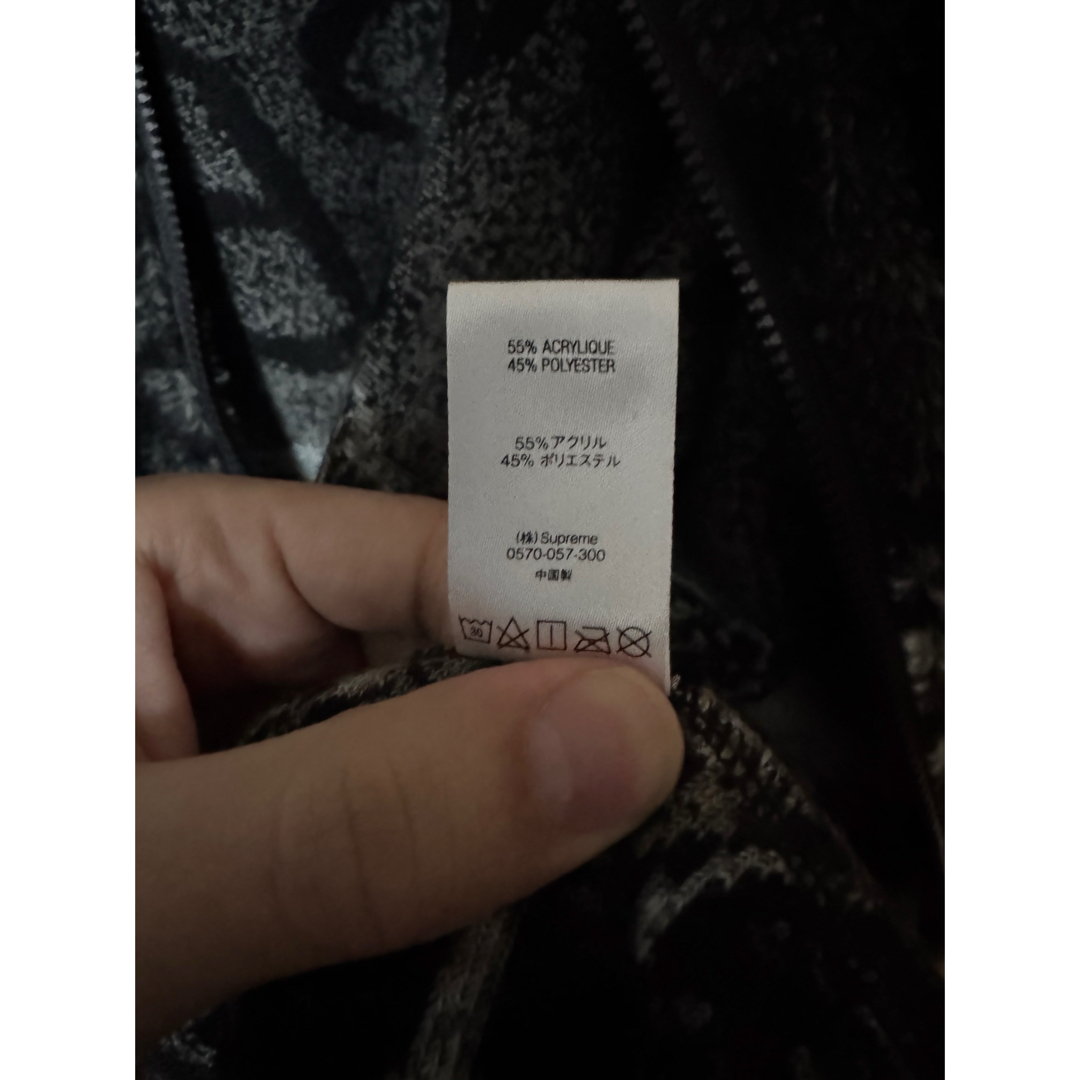 55% ACRYLIQUE
45% POLYESTER
55%アクリル
45% ポリエステル
(株)Supreme
0570-057-300
中国製
30